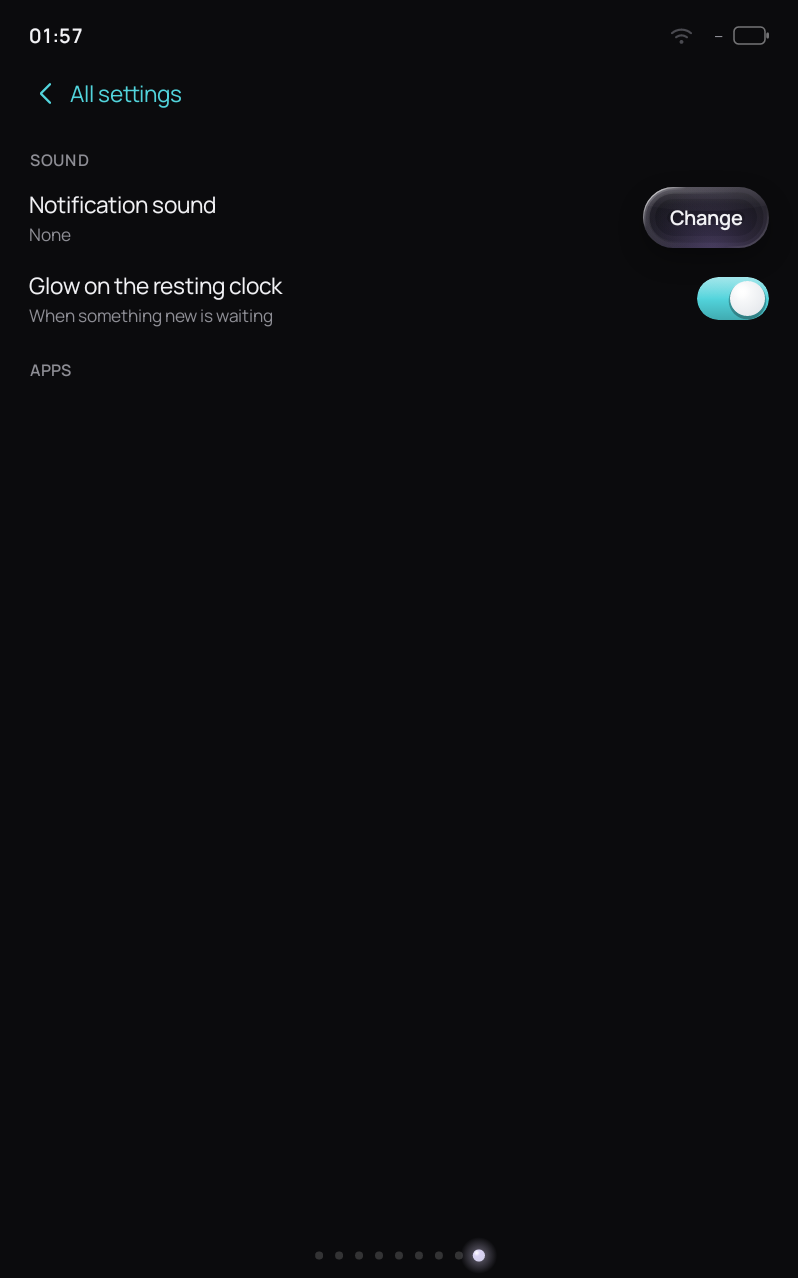 01:57
–
All settings
SOUND
Notification sound
None
Change
Glow on the resting clock
When something new is waiting
APPS